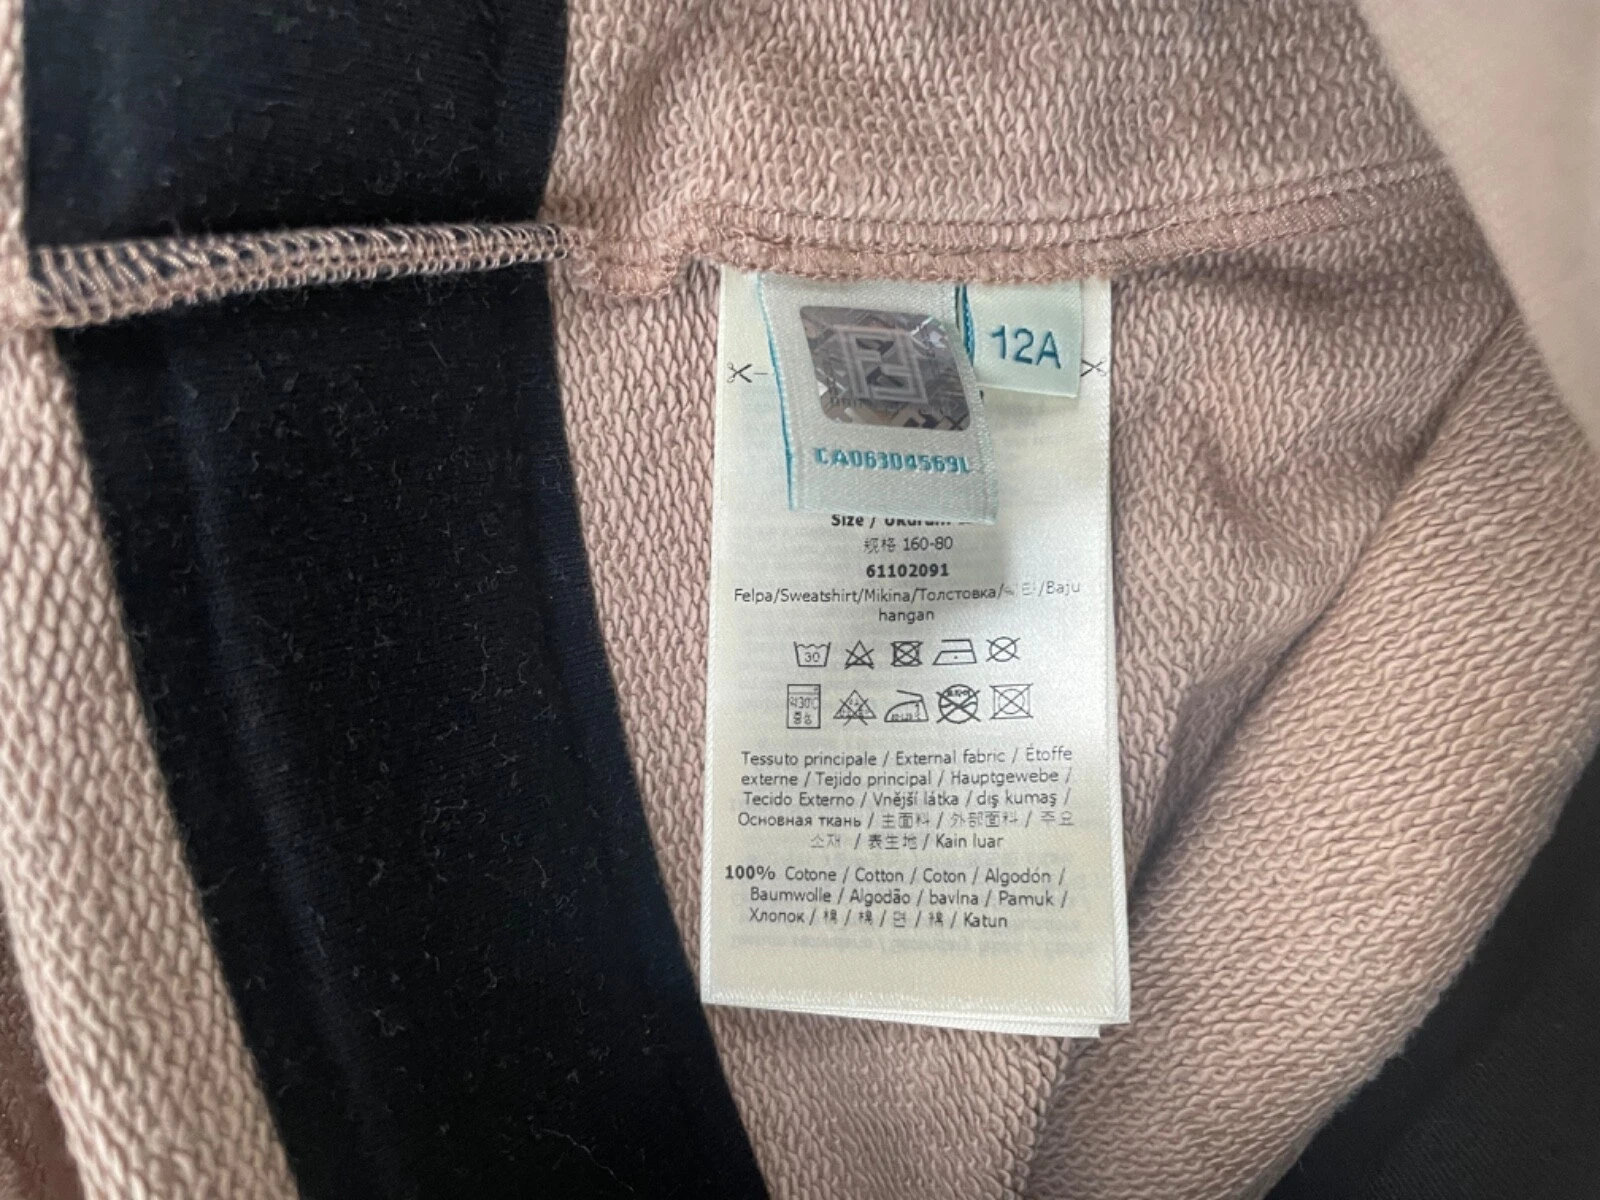 12A
CA06304569L
Size /
规格 160-80
61102091
Felpa/Sweatshirt/Mikina/Толстовка/ /Baju
hangan
30
Tessuto principale / External fabric / Étoffe
externe / Tejido principal / Hauptgewebe /
Tecido Externo / Vnější látka / dış kumaş /
Основная ткань / 主面料 / 外部面料 / 주요
소재 / 表生地 / Kain luar
100% Cotone / Cotton / Coton / Algodón /
Baumwolle / Algodão / bavlna / Pamuk /
Хлопок / 棉 / 棉 / 면 / 綿 / Katun